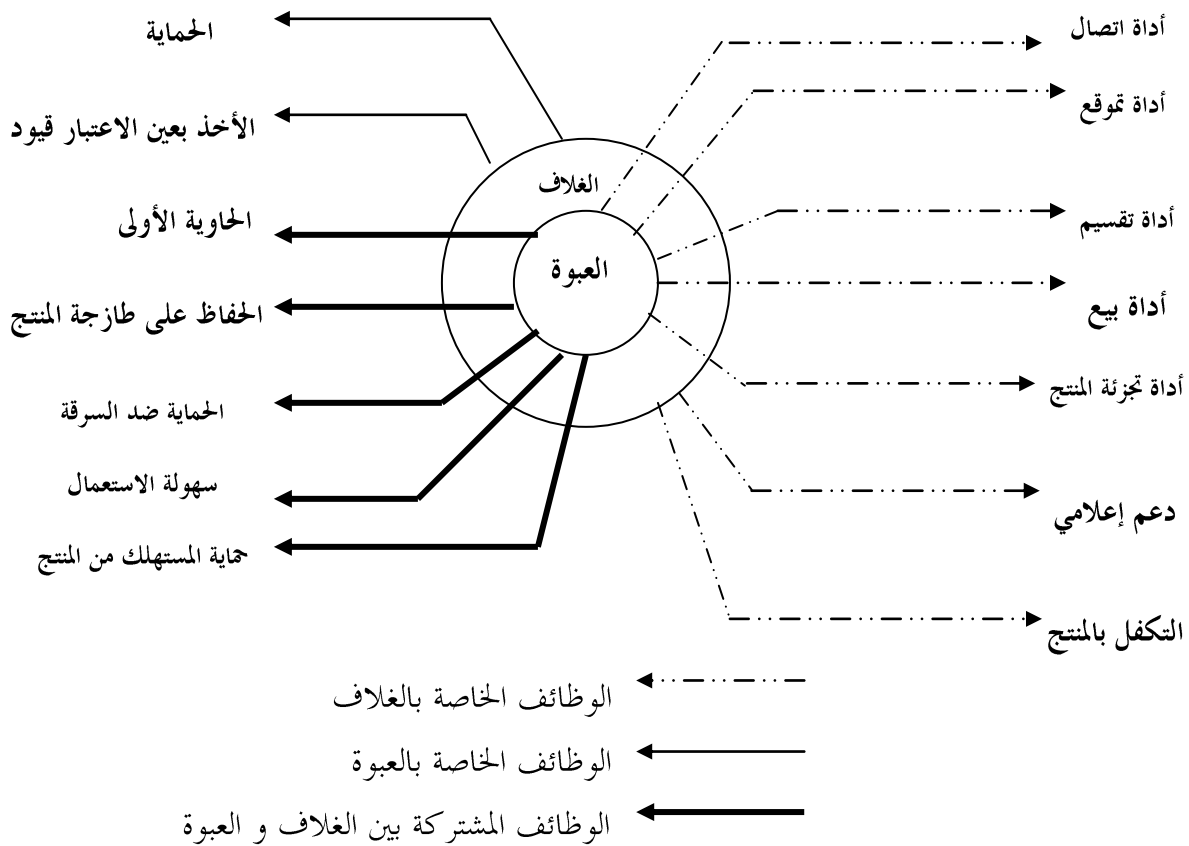 أداة اتصال
أداة تموقع
أداة تقسيم
أداة بيع
أداة تجزئة المنتج
دعم إعلامي
التكفل بالمنتج
الغلاف
العبوة
الحماية
الأخذ بعين الاعتبار قيود
الحاوية الأولى
الحفاظ على طازجة المنتج
الحماية ضد السرقة
سهولة الاستعمال
حماية المستهلك من المنتج
الوظائف الخاصة بالغلاف
الوظائف الخاصة بالعبوة
الوظائف المشتركة بين الغلاف و العبوة